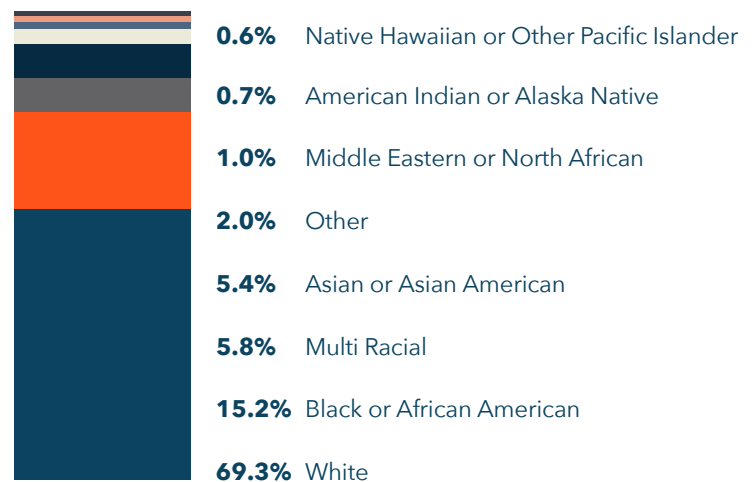 0.6% Native Hawaiian or Other Pacific Islander
0.7% American Indian or Alaska Native
1.0% Middle Eastern or North African
2.0% Other
5.4% Asian or Asian American
5.8% Multi Racial
15.2% Black or African American
69.3% White